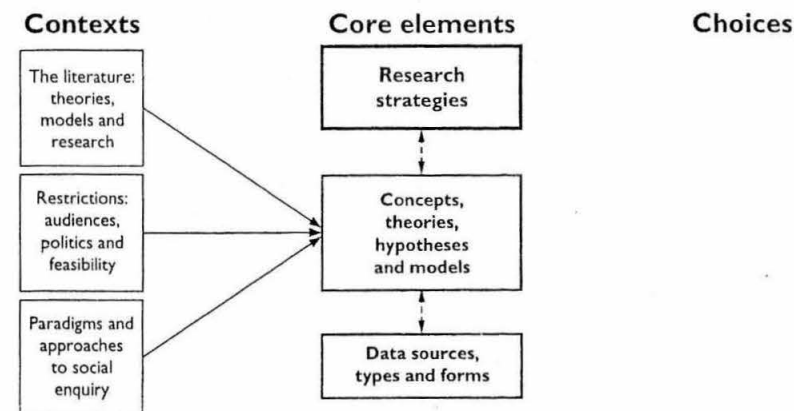 Contexts
Core elements
Choices
The literature:
theories,
models and
research
Research
strategies
Restrictions:
audiences,
politics and
feasibility
Concepts,
theories,
hypotheses
and models
Paradigms and
approaches
to social
enquiry
Data sources,
types and forms